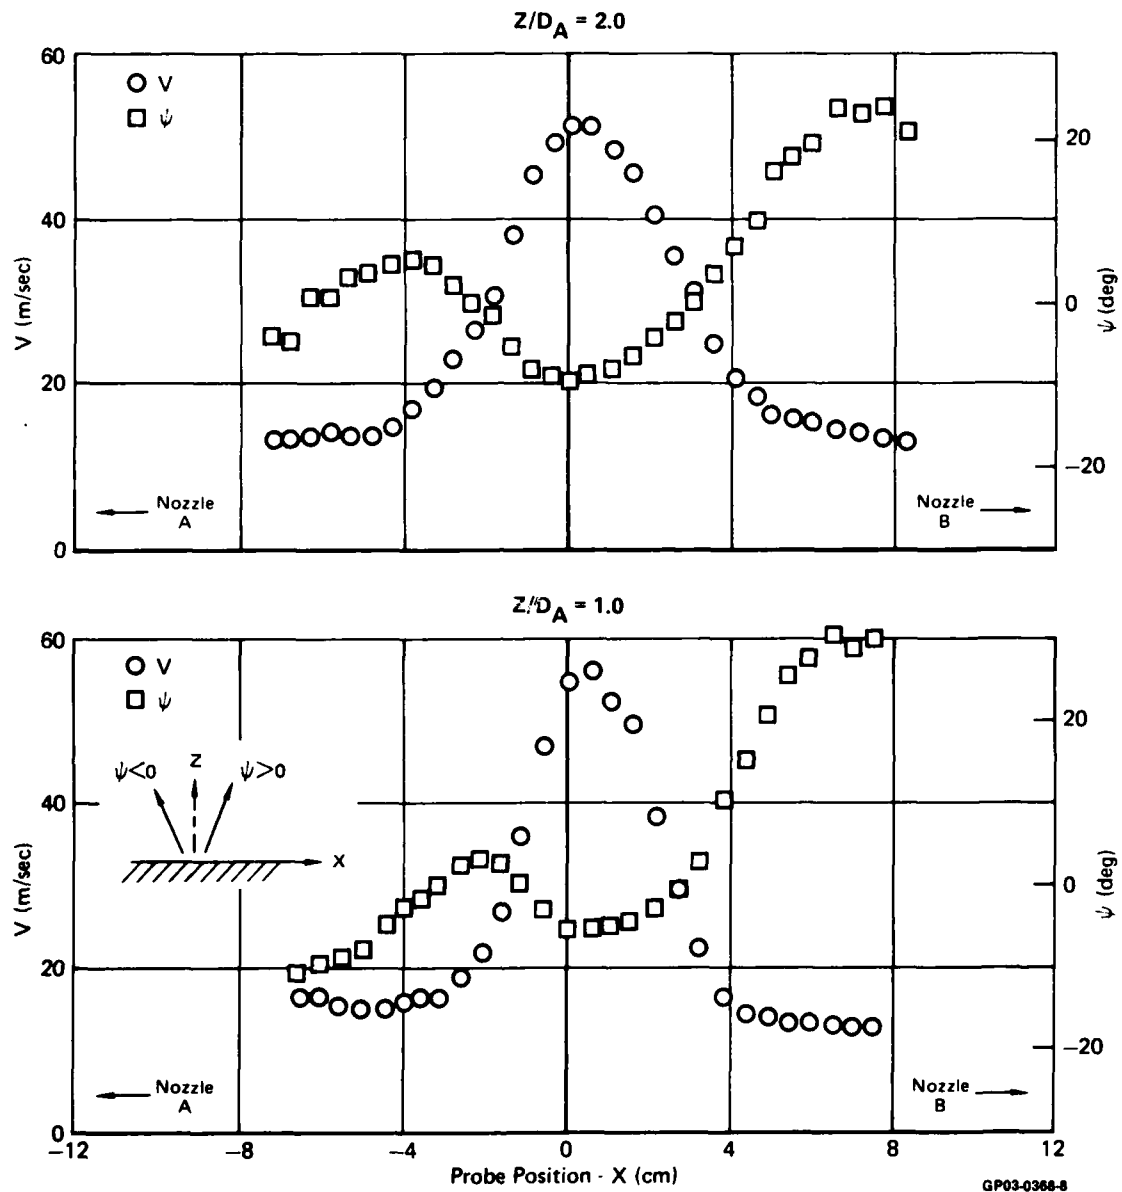 Z/D_A = 2.0
60
V
ψ
20
40
V (m/sec)
0
ψ (deg)
20
−20
Nozzle A
Nozzle B
0
Z/D_A = 1.0
60
V
ψ
20
ψ<0
Z
ψ>0
40
X
V (m/sec)
0
ψ (deg)
20
−20
Nozzle A
Nozzle B
0
−12 −8 −4 0 4 8 12
Probe Position - X (cm)
GP03-0368-8